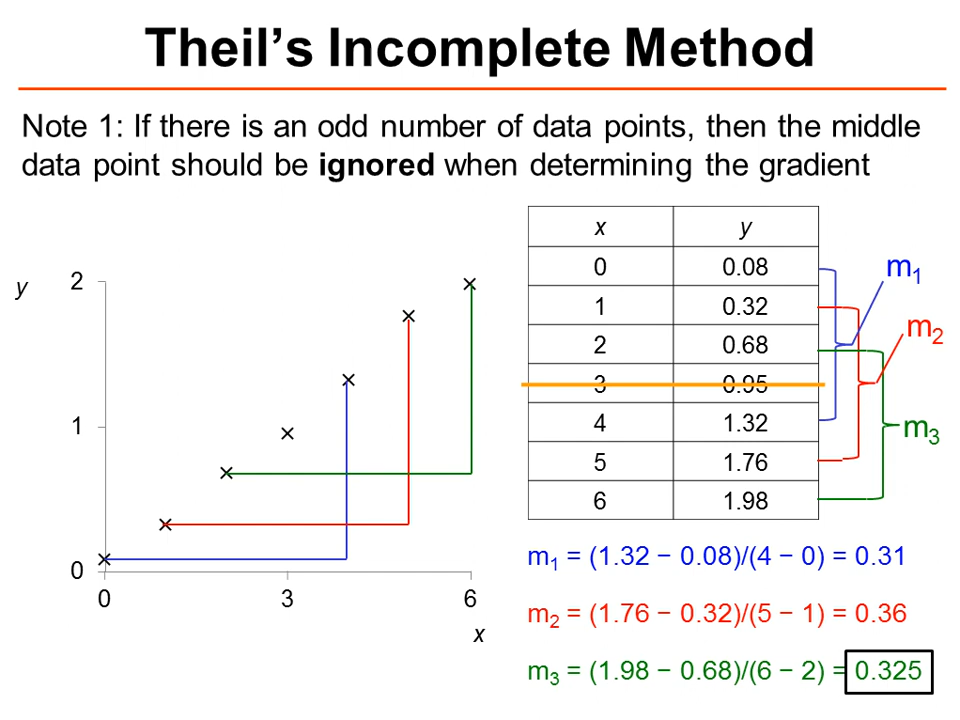 Theil’s Incomplete Method
Note 1: If there is an odd number of data points, then the middle
data point should be ignored when determining the gradient
y
2
1
0
0 3 6
x
x y
0 0.08
1 0.32
2 0.68
3 0.95
4 1.32
5 1.76
6 1.98
m1
m2
m3
m1 = (1.32 − 0.08)/(4 − 0) = 0.31
m2 = (1.76 − 0.32)/(5 − 1) = 0.36
m3 = (1.98 − 0.68)/(6 − 2) = 0.325